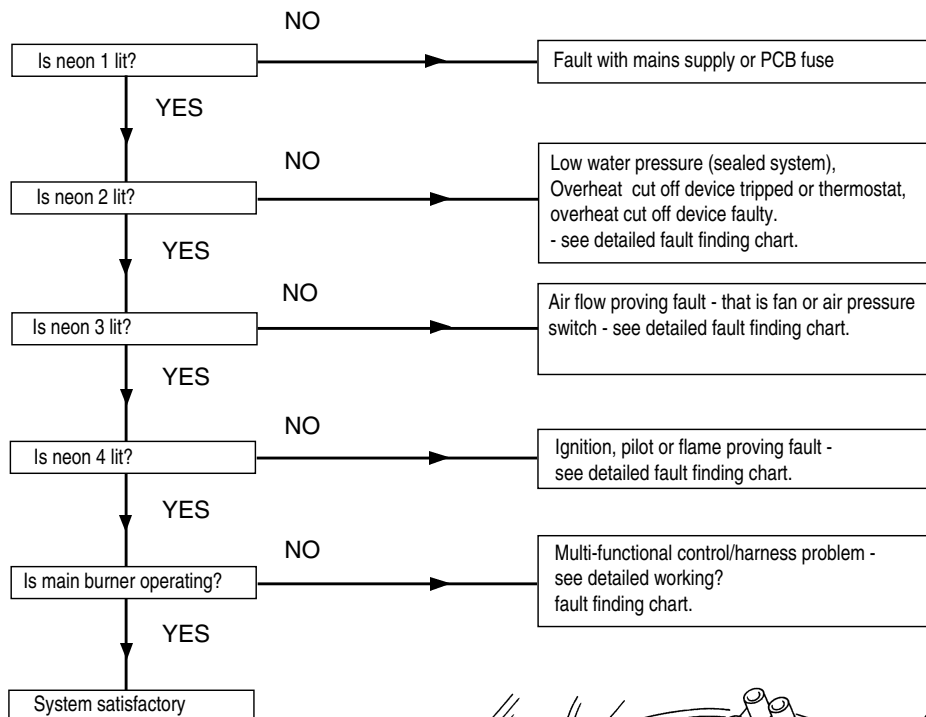 NO
Is neon 1 lit?
Fault with mains supply or PCB fuse
YES
NO
Is neon 2 lit?
Low water pressure (sealed system),
Overheat cut off device tripped or thermostat,
overheat cut off device faulty.
- see detailed fault finding chart.
YES
NO
Is neon 3 lit?
Air flow proving fault - that is fan or air pressure
switch - see detailed fault finding chart.
YES
NO
Is neon 4 lit?
Ignition, pilot or flame proving fault -
see detailed fault finding chart.
YES
NO
Is main burner operating?
Multi-functional control/harness problem -
see detailed working?
fault finding chart.
YES
System satisfactory